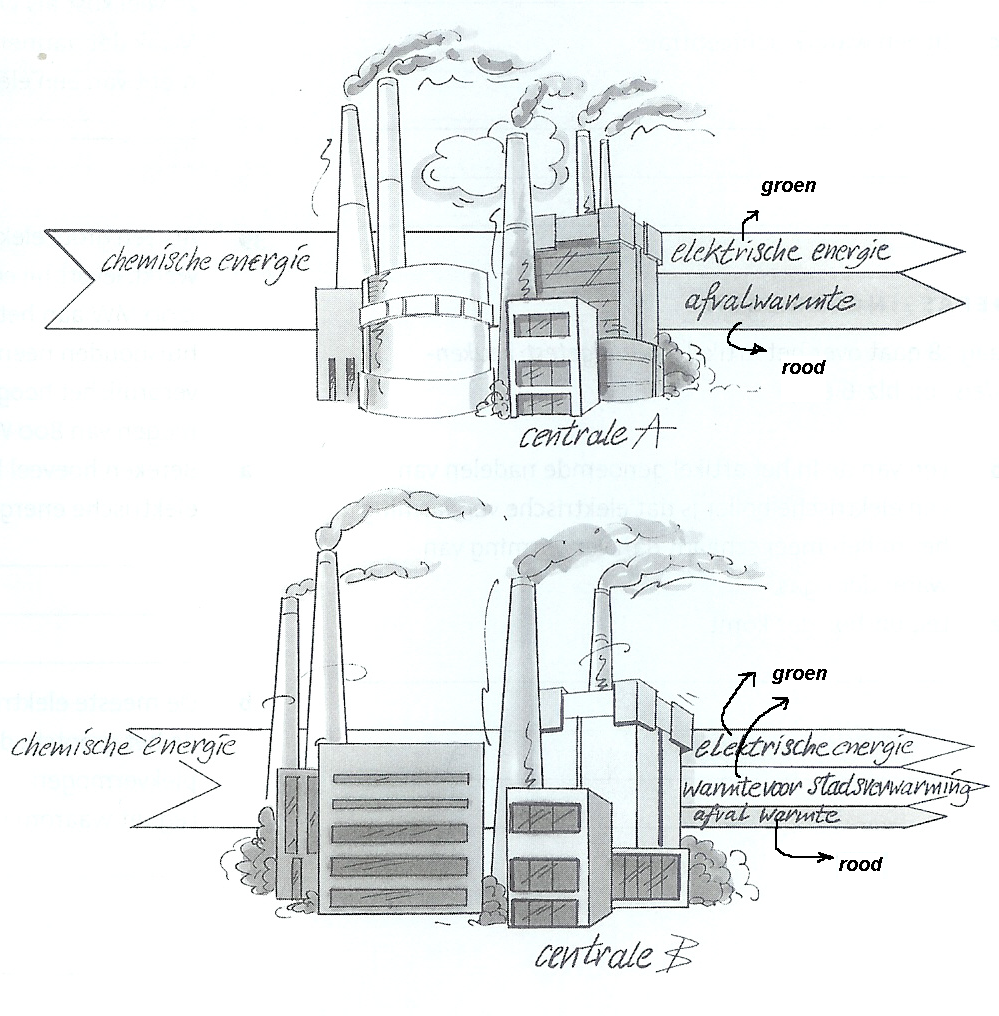 groen
chemische energie
elektrische energie
afvalwarmte
rood
centrale A
groen
chemische energie
elektrische energie
warmte voor stadsverwarming
afval warmte
rood
centrale B